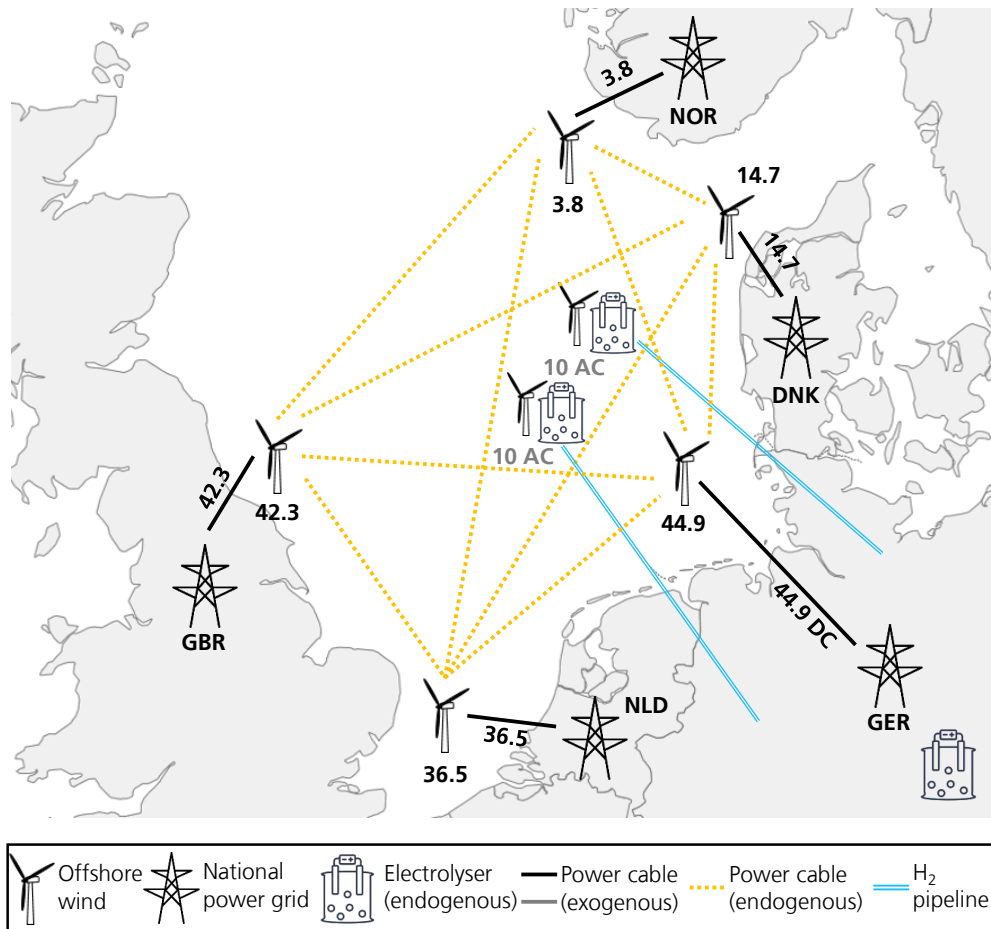 3.8
NOR
3.8
14.7
14.7
10 AC
DNK
10 AC
42.3
42.3
44.9
GBR
44.9 DC
NLD
GER
36.5
36.5
Offshore
wind
National
power grid
Electrolyser
(endogenous)
Power cable
(exogenous)
Power cable
(endogenous)
H₂
pipeline